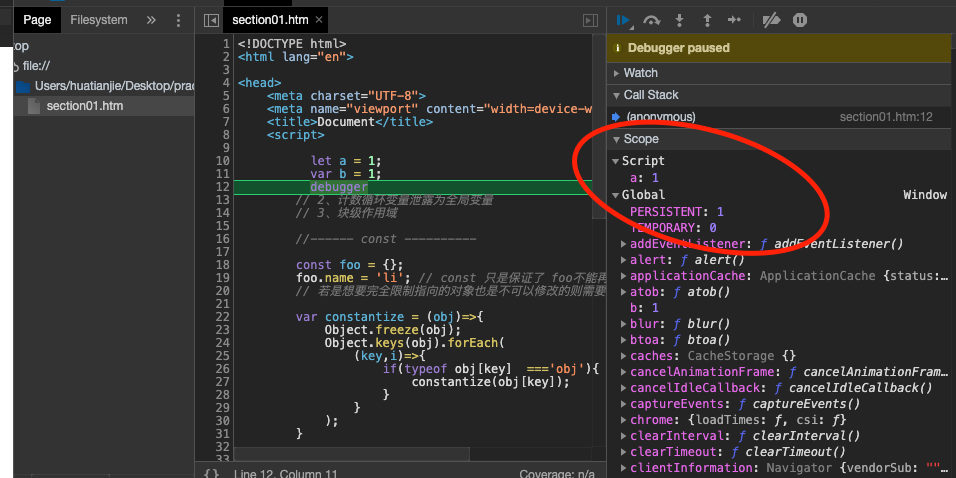 Page Filesystem »
section01.htm ×
top
file://
Users/huatianjie/Desktop/prac
section01.htm
1 <!DOCTYPE html>
2 <html lang="en">
3
4 <head>
5 <meta charset="UTF-8">
6 <meta name="viewport" content="width=device-w
7 <title>Document</title>
8 <script>
9
10 let a = 1;
11 var b = 1;
12 debugger
13 // 2、计数循环变量泄露为全局变量
14 // 3、块级作用域
15
16 //------ const ----------
17
18 const foo = {};
19 foo.name = 'li'; // const 只是保证了 foo不能再
20 // 若是想要完全限制指向的对象也是不可以修改的则需要
21
22 var constantize = (obj)=>{
23 Object.freeze(obj);
24 Object.keys(obj).forEach(
25 (key,i)=>{
26 if(typeof obj[key] ==='obj'){
27 constantize(obj[key]);
28 }
29 }
30 );
31 }
32
33
{} Line 12, Column 11 Coverage: n/a
Debugger paused
Watch
Call Stack
(anonymous) section01.htm:12
Scope
Script
a: 1
Global Window
PERSISTENT: 1
TEMPORARY: 0
addEventListener: ƒ addEventListener()
alert: ƒ alert()
applicationCache: ApplicationCache {status:…
atob: ƒ atob()
b: 1
blur: ƒ blur()
btoa: ƒ btoa()
caches: CacheStorage {}
cancelAnimationFrame: ƒ cancelAnimationFram…
cancelIdleCallback: ƒ cancelIdleCallback()
captureEvents: ƒ captureEvents()
chrome: {loadTimes: ƒ, csi: ƒ}
clearInterval: ƒ clearInterval()
clearTimeout: ƒ clearTimeout()
clientInformation: Navigator {vendorSub: ""…